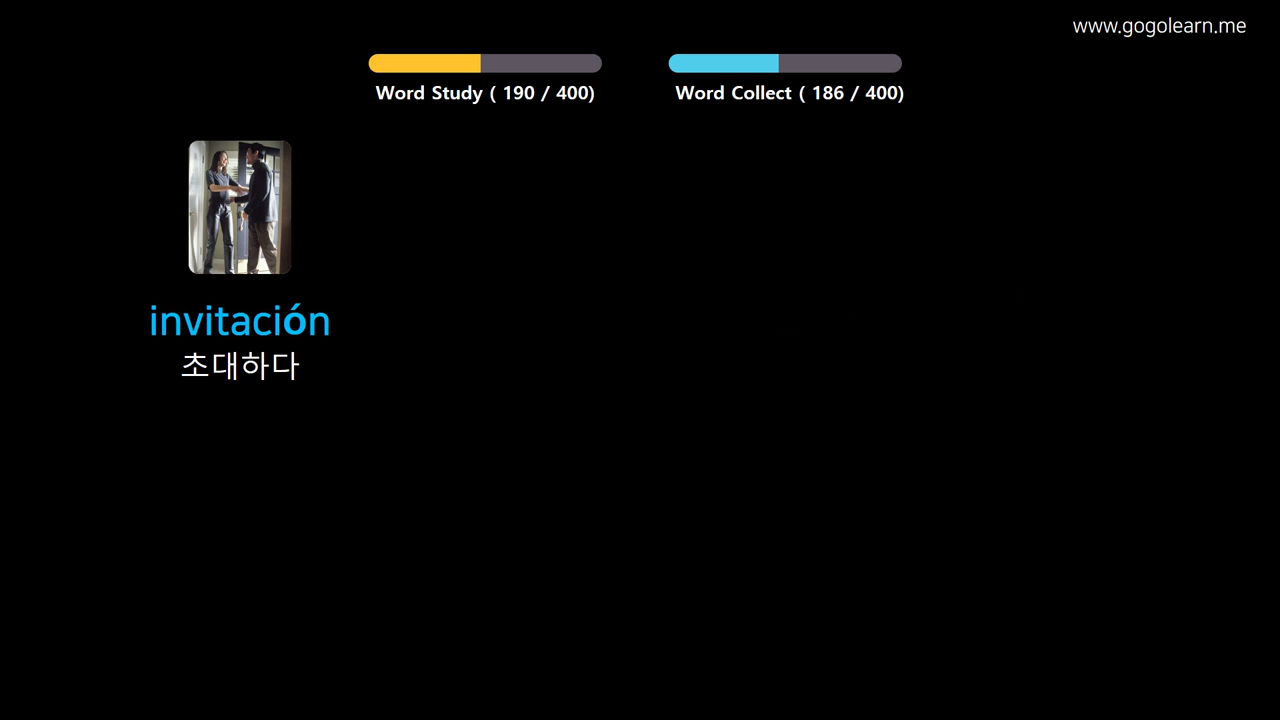 www.gogolearn.me
Word Study ( 190 / 400)
Word Collect ( 186 / 400)
invitación
초대하다